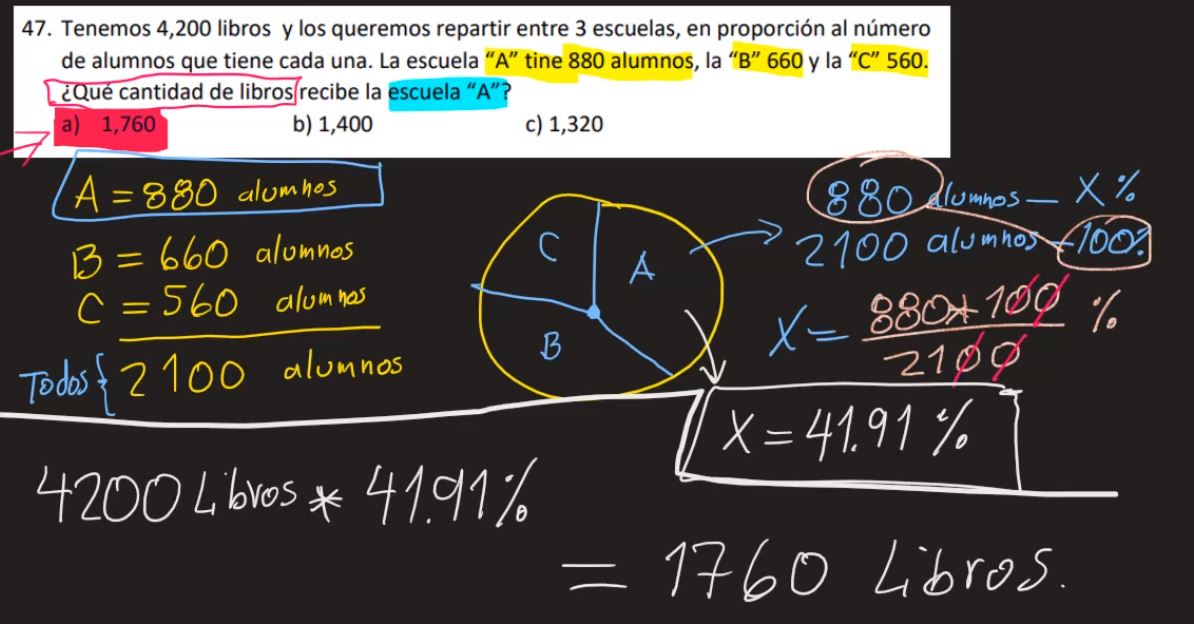 47. Tenemos 4,200 libros y los queremos repartir entre 3 escuelas, en proporción al número
de alumnos que tiene cada una. La escuela “A” tine 880 alumnos, la “B” 660 y la “C” 560.
¿Qué cantidad de libros recibe la escuela “A”?
a) 1,760 b) 1,400 c) 1,320
A = 880 alumnos
B = 660 alumnos
C = 560 alumnos
Todos { 2100 alumnos
C
A
B
880 alumnos — X %
2100 alumnos — 100%
X = 880 * 100 %
2100
X = 41.91 %
4200 Libros * 41.91%
= 1760 Libros.